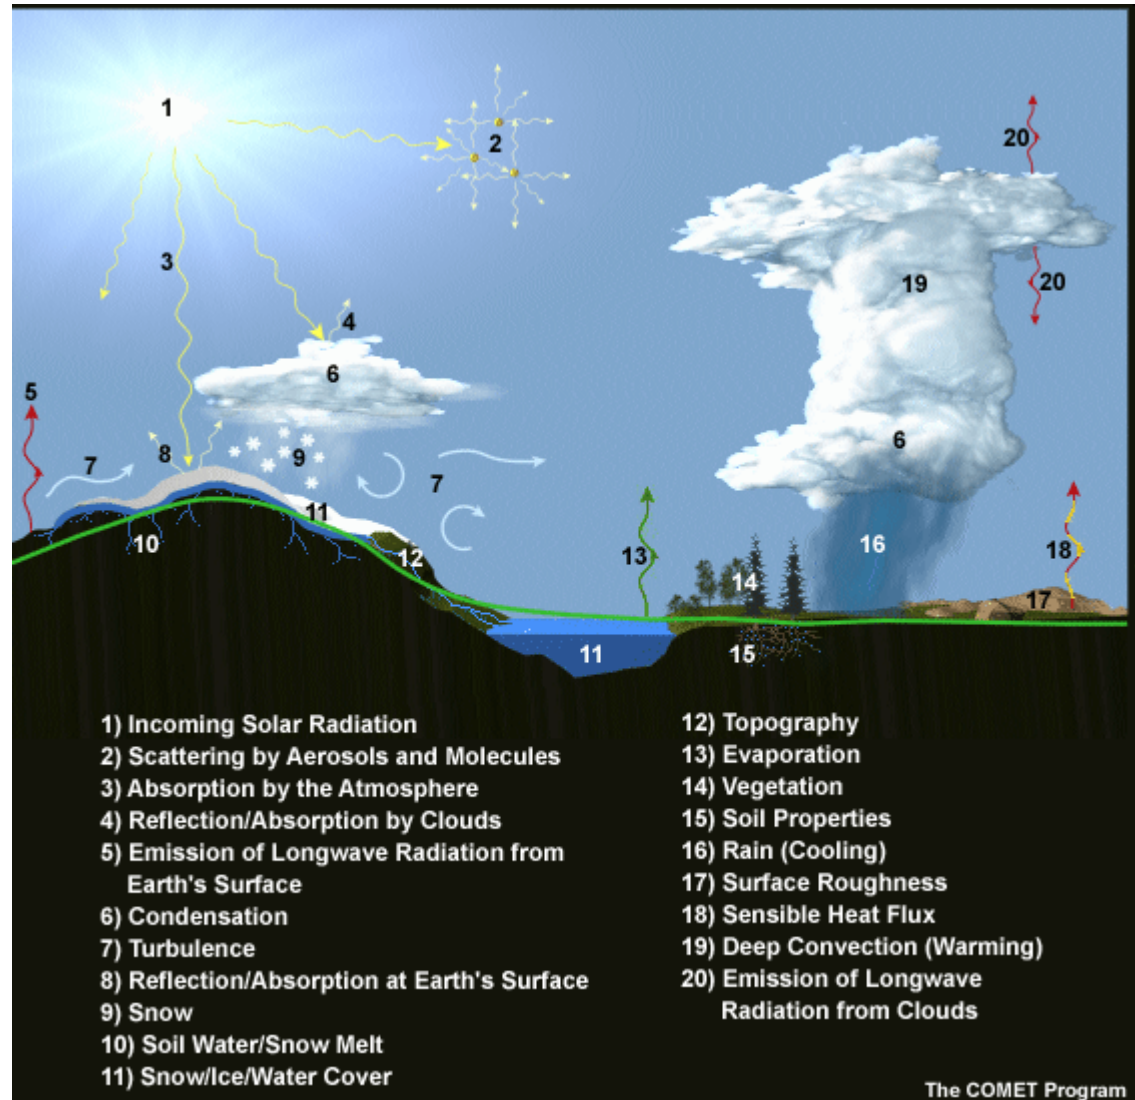 1
2
20
3
19
20
4
6
5
6
8
7
9
7
11
10
12
13
14
16
18
17
11
15
1) Incoming Solar Radiation
2) Scattering by Aerosols and Molecules
3) Absorption by the Atmosphere
4) Reflection/Absorption by Clouds
5) Emission of Longwave Radiation from
Earth's Surface
6) Condensation
7) Turbulence
8) Reflection/Absorption at Earth's Surface
9) Snow
10) Soil Water/Snow Melt
11) Snow/Ice/Water Cover
12) Topography
13) Evaporation
14) Vegetation
15) Soil Properties
16) Rain (Cooling)
17) Surface Roughness
18) Sensible Heat Flux
19) Deep Convection (Warming)
20) Emission of Longwave
Radiation from Clouds
The COMET Program